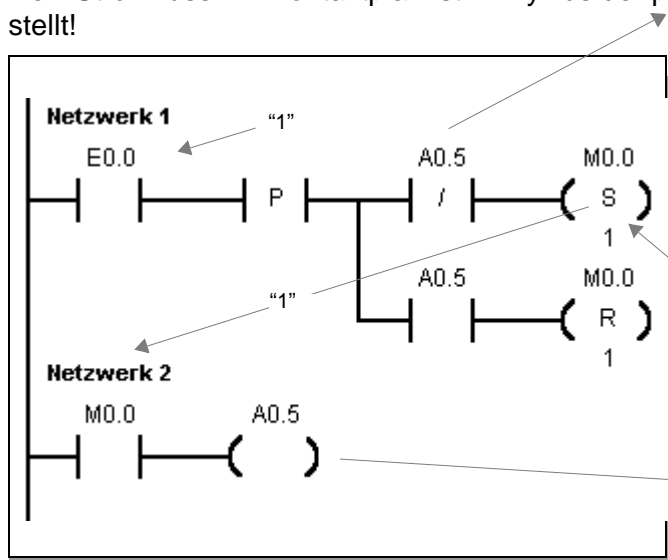 stellt!
Netzwerk 1
“1”
E0.0
A0.5
M0.0
P
/
S
1
“1”
A0.5
M0.0
R
1
Netzwerk 2
M0.0
A0.5